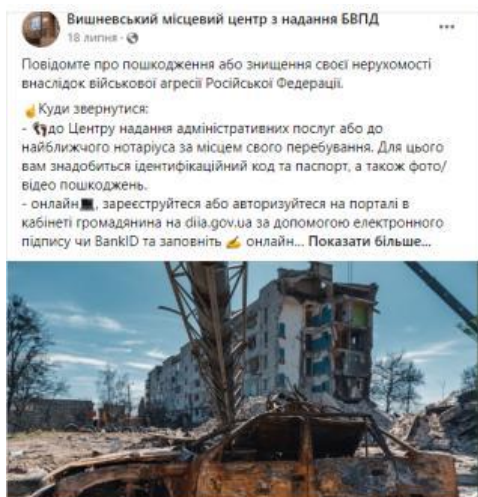 Вишневський місцевий центр з надання БВПД
18 липня ·
Повідомте про пошкодження або знищення своєї нерухомості
внаслідок військової агресії Російської Федерації.
☝️Куди звернутися:
- 👣до Центру надання адміністративних послуг або до
найближчого нотаріуса за місцем свого перебування. Для цього
вам знадобиться ідентифікаційний код та паспорт, а також фото/
відео пошкоджень.
- онлайн💻, зареєструйтеся або авторизуйтеся на порталі в
кабінеті громадянина на diia.gov.ua за допомогою електронного
підпису чи BankID та заповніть ✍️ онлайн... Показати більше...